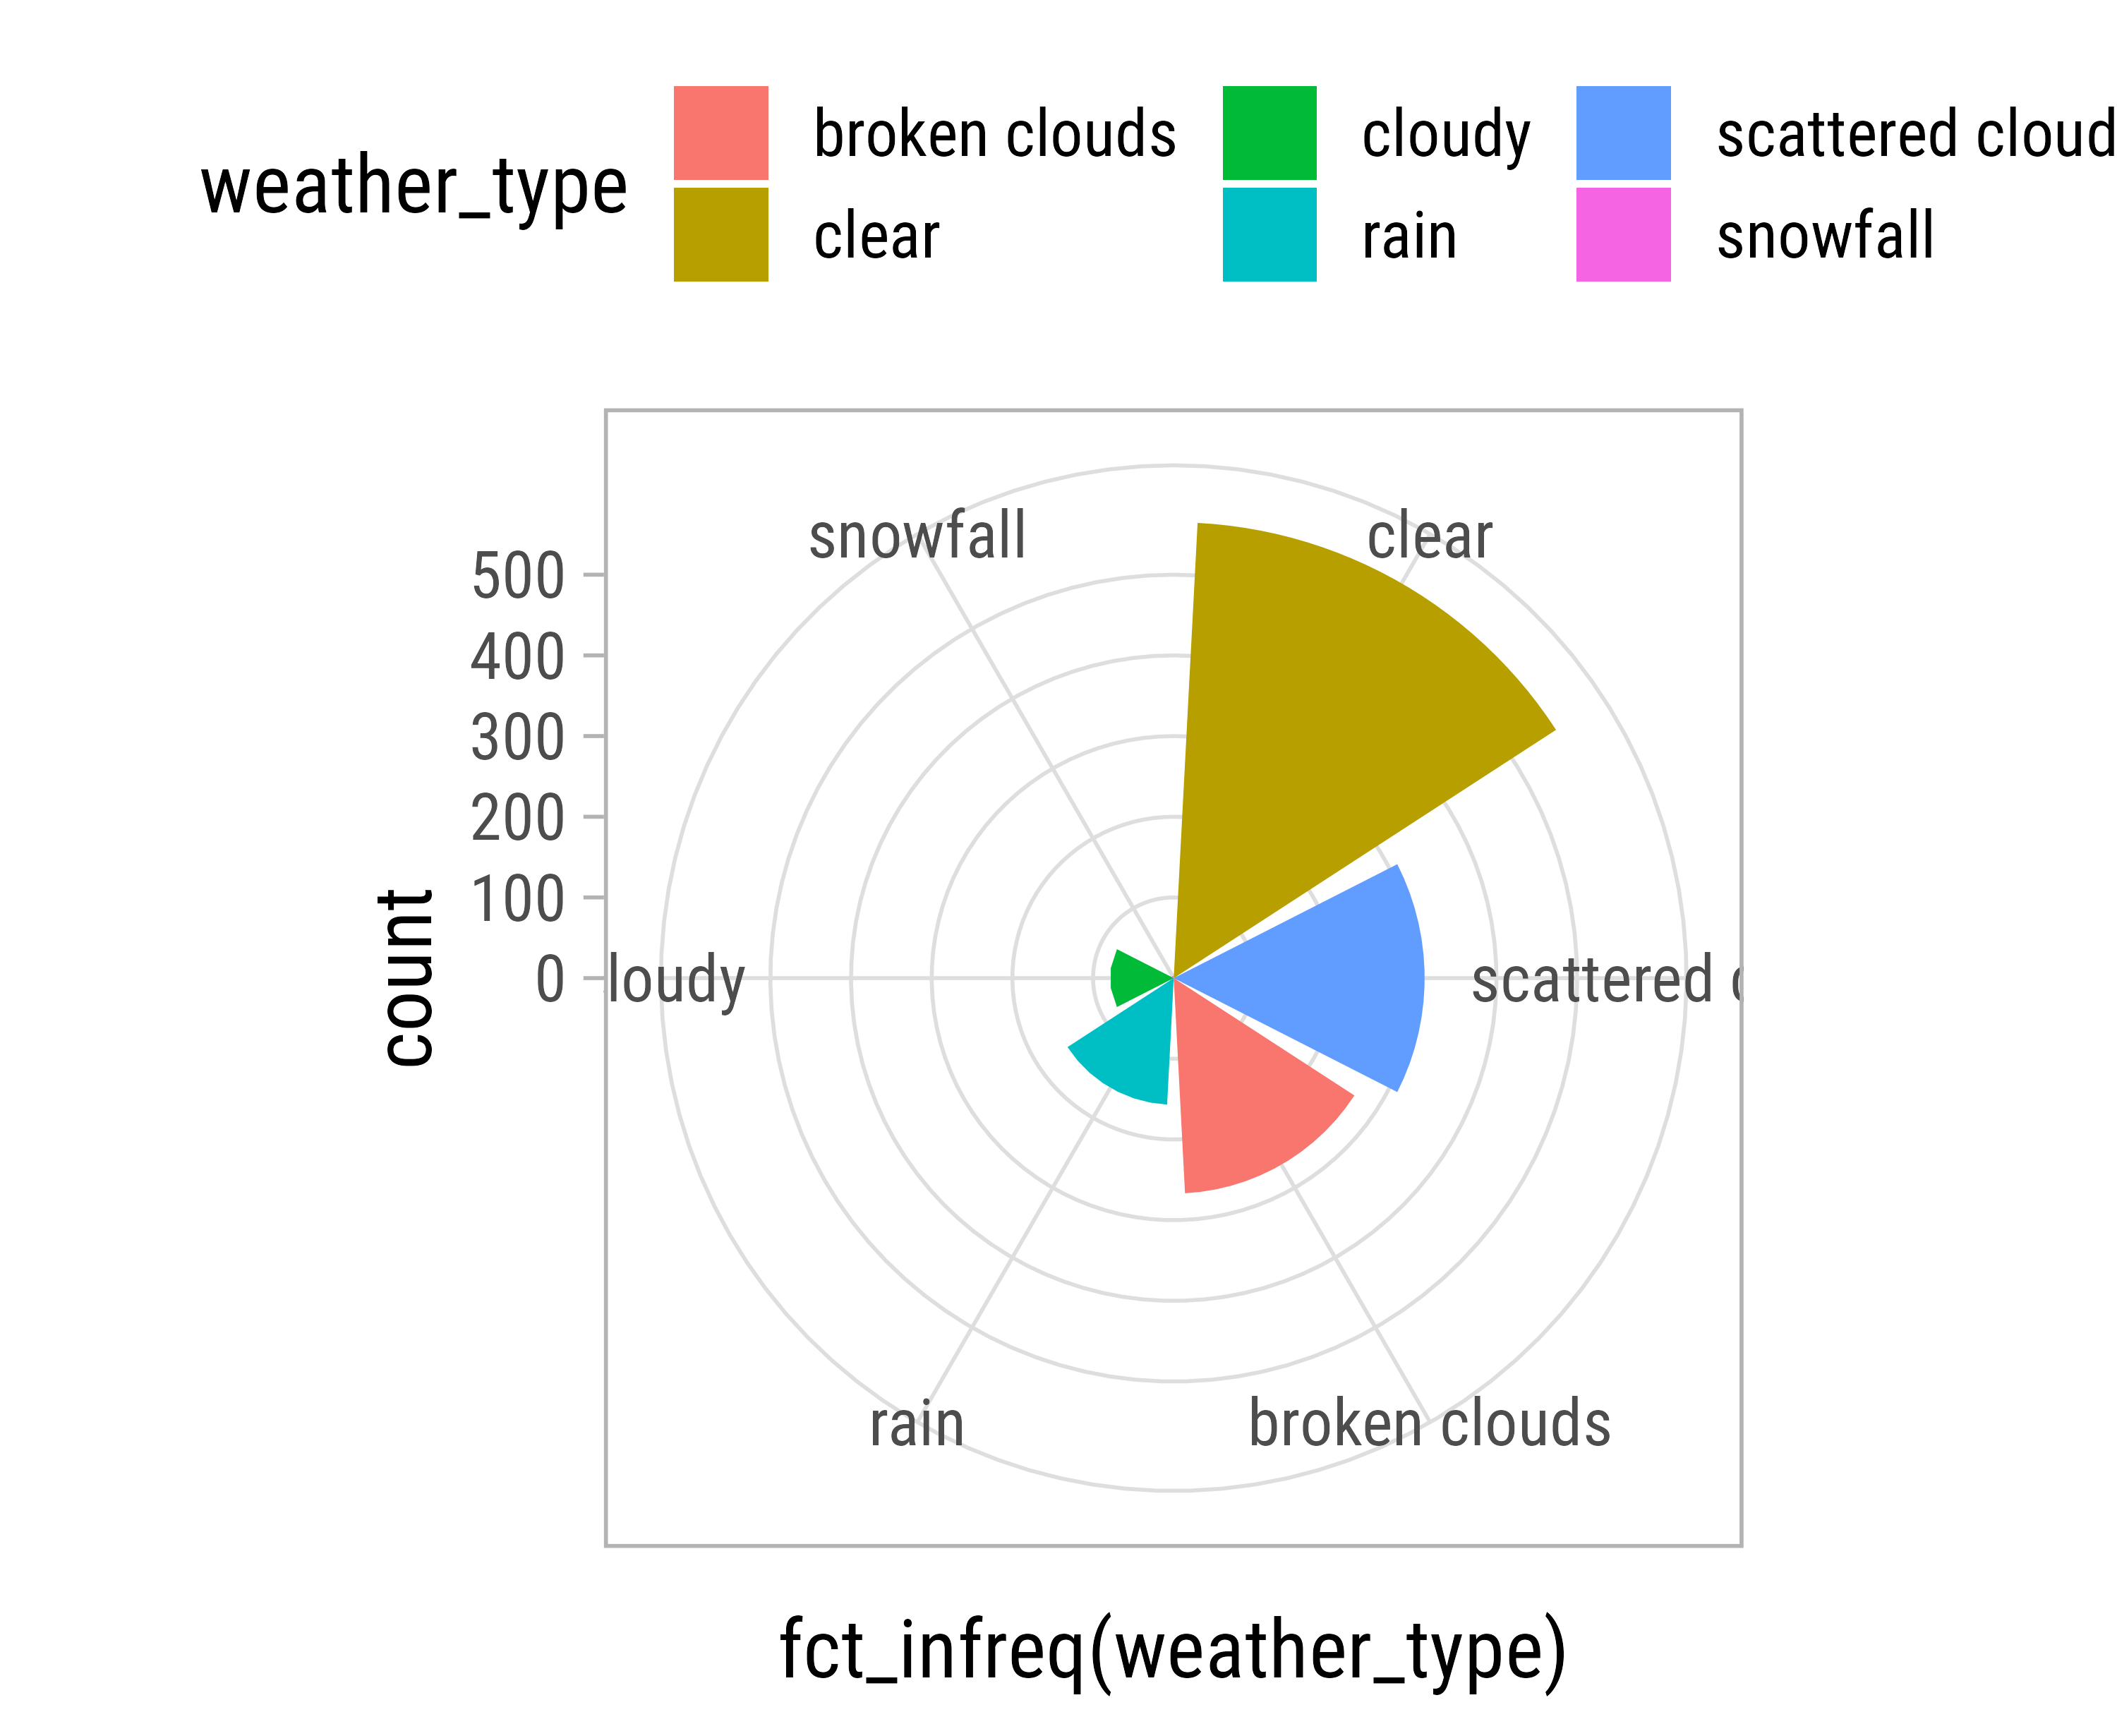 weather_type
broken clouds
cloudy
scattered cloud
clear
rain
snowfall
snowfall
clear
500
400
300
200
100
0
count
loudy
scattered
rain
broken clouds
fct_infreq(weather_type)